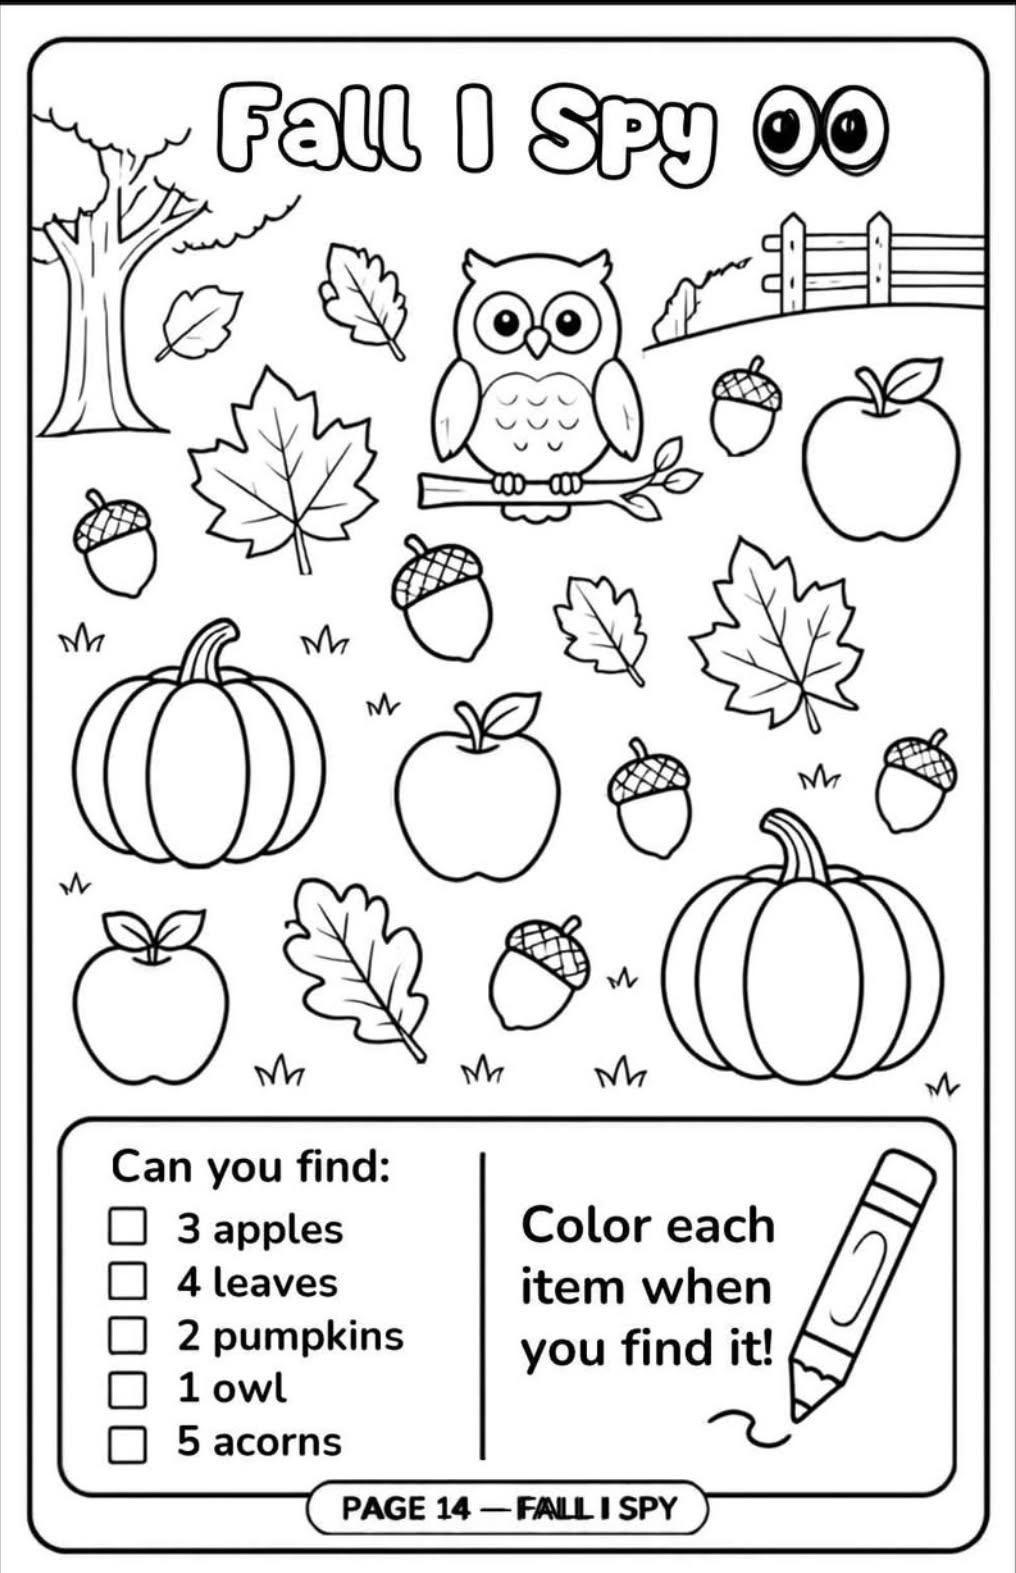 Fall I Spy
Can you find:
3 apples
4 leaves
2 pumpkins
1 owl
5 acorns
Color each
item when
you find it!
PAGE 14 — FALL I SPY